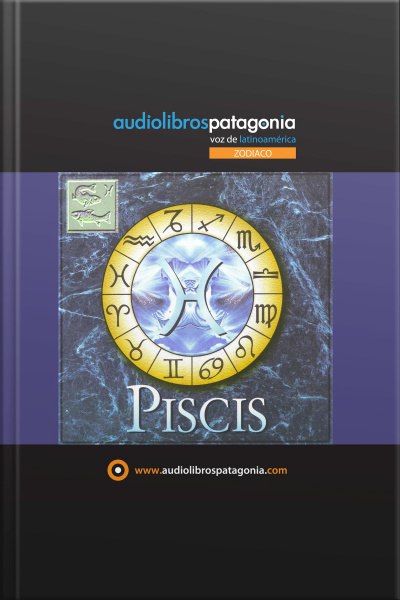 audiolibrospatagonia
voz de latinoamérica
ZODIACO
PISCIS
www.audiolibrospatagonia.com